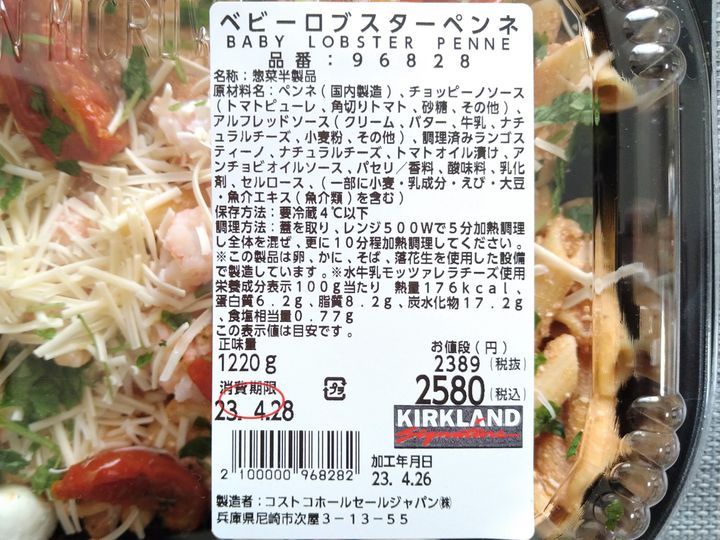 ベビーロブスターペンネ
BABY LOBSTER PENNE
品番：96828
名称：惣菜半製品
原材料名：ペンネ（国内製造）、チョッピーノソース
（トマトピューレ、角切りトマト、砂糖、その他）、
アルフレッドソース（クリーム、バター、牛乳、ナチ
ュラルチーズ、小麦粉、その他）、調理済みランゴス
ティーノ、ナチュラルチーズ、トマトオイル漬け、ア
ンチョビオイルソース、パセリ／香料、酸味料、乳化
剤、セルロース、（一部に小麦・乳成分・えび・大豆
・魚介エキス（魚介類）を含む）
保存方法：要冷蔵4℃以下
調理方法：蓋を取り、レンジ500Wで5分加熱調理
し全体を混ぜ、更に10分程加熱調理してください。
※この製品は卵、かに、そば、落花生を使用した設備
で製造しています。※水牛乳モッツァレラチーズ使用
栄養成分表示100g当たり 熱量176kcal、
蛋白質6.2g、脂質8.2g、炭水化物17.2g
、食塩相当量0.77g
この表示値は目安です。
正味量
1220g
お値段（円）
2389（税抜）
消費期限
23. 4.28
プラ
2580（税込）
KIRKLAND
Signature
2 100000 968282
加工年月日
23. 4.26
製造者：コストコホールセールジャパン㈱
兵庫県尼崎市次屋3-13-55